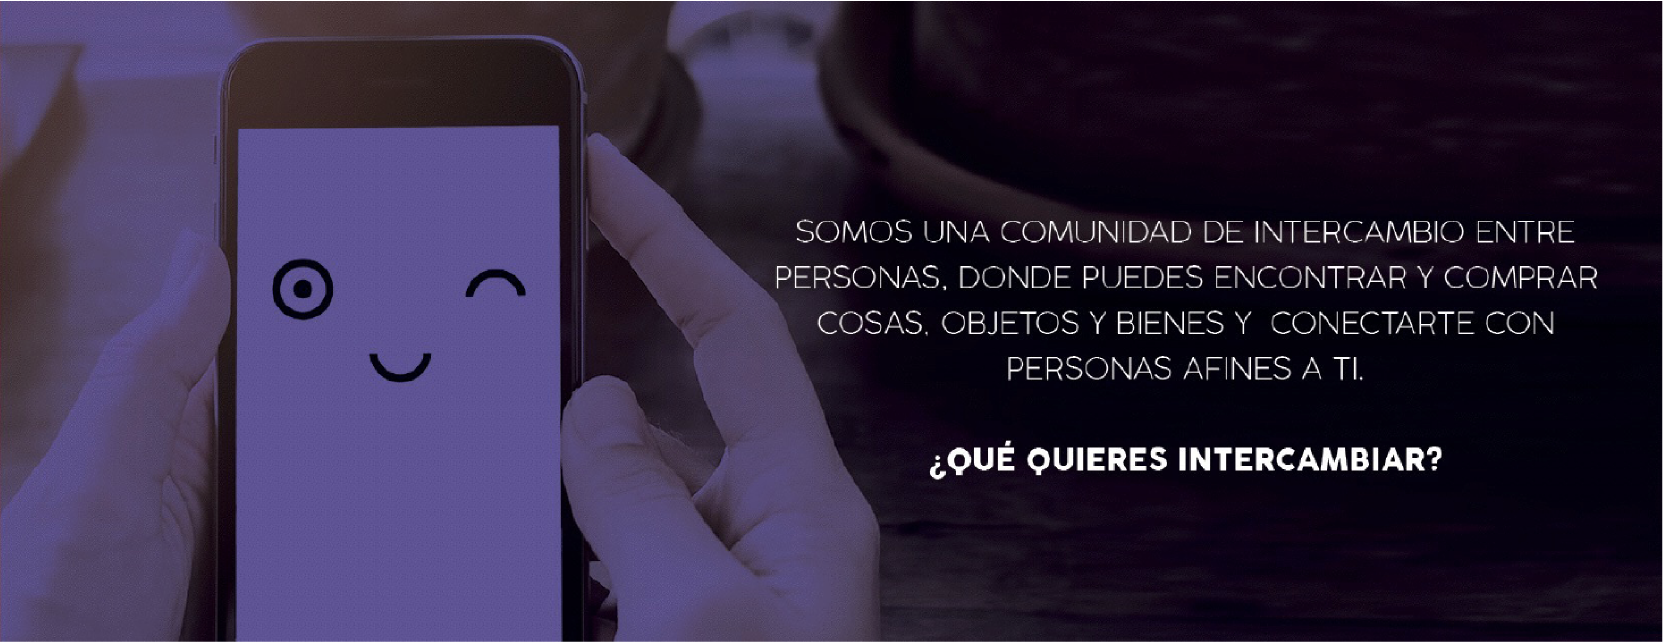 SOMOS UNA COMUNIDAD DE INTERCAMBIO ENTRE
PERSONAS, DONDE PUEDES ENCONTRAR Y COMPRAR
COSAS, OBJETOS Y BIENES Y CONECTARTE CON
PERSONAS AFINES A TI.
¿QUÉ QUIERES INTERCAMBIAR?